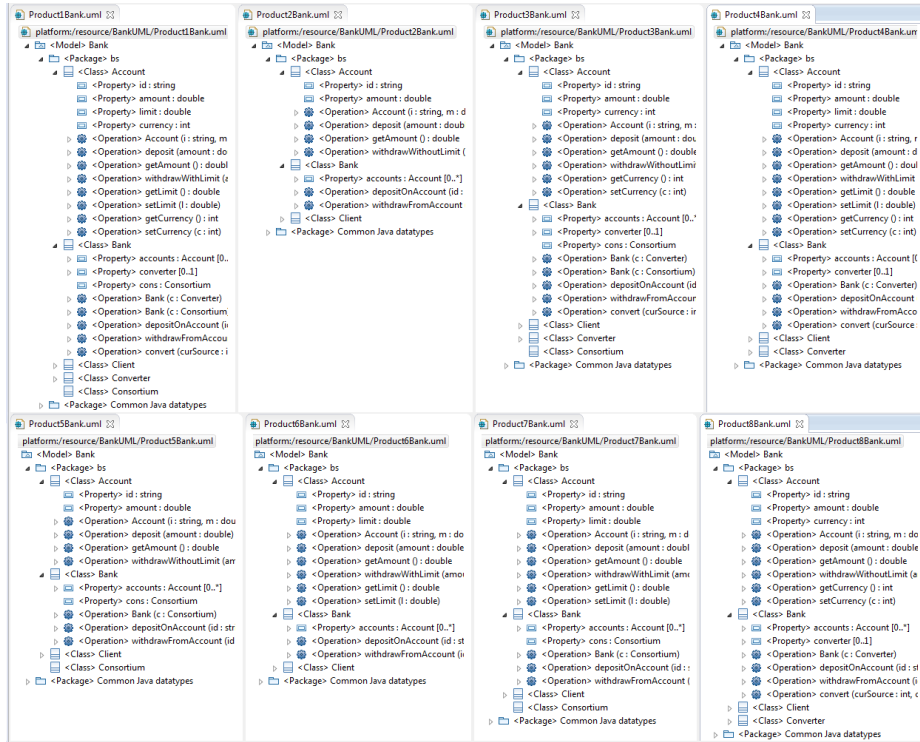 Product1Bank.uml
platform:/resource/BankUML/Product1Bank.uml
<Model> Bank
<Package> bs
<Class> Account
<Property> id : string
<Property> amount : double
<Property> limit : double
<Property> currency : int
<Operation> Account (i : string, m
<Operation> deposit (amount : do
<Operation> getAmount () : doubl
<Operation> withdrawWithLimit (a
<Operation> getLimit () : double
<Operation> setLimit (l : double)
<Operation> getCurrency () : int
<Operation> setCurrency (c : int)
<Class> Bank
<Property> accounts : Account [0..
<Property> converter [0..1]
<Property> cons : Consortium
<Operation> Bank (c : Converter)
<Operation> Bank (c : Consortium)
<Operation> depositOnAccount (i
<Operation> withdrawFromAccou
<Operation> convert (curSource : i
<Class> Client
<Class> Converter
<Class> Consortium
<Package> Common Java datatypes
Product2Bank.uml
platform:/resource/BankUML/Product2Bank.uml
<Model> Bank
<Package> bs
<Class> Account
<Property> id : string
<Property> amount : double
<Operation> Account (i : string, m : d
<Operation> deposit (amount : doub
<Operation> getAmount () : double
<Operation> withdrawWithoutLimit (
<Class> Bank
<Property> accounts : Account [0..*]
<Operation> depositOnAccount (id :
<Operation> withdrawFromAccount
<Class> Client
<Package> Common Java datatypes
Product3Bank.uml
platform:/resource/BankUML/Product3Bank.uml
<Model> Bank
<Package> bs
<Class> Account
<Property> id : string
<Property> amount : double
<Property> currency : int
<Operation> Account (i : string, m :
<Operation> deposit (amount : dou
<Operation> getAmount () : double
<Operation> withdrawWithoutLimi
<Operation> getCurrency () : int
<Operation> setCurrency (c : int)
<Class> Bank
<Property> accounts : Account [0..*
<Property> converter [0..1]
<Property> cons : Consortium
<Operation> Bank (c : Converter)
<Operation> Bank (c : Consortium)
<Operation> depositOnAccount (id
<Operation> withdrawFromAccour
<Operation> convert (curSource : ir
<Class> Client
<Class> Converter
<Class> Consortium
<Package> Common Java datatypes
Product4Bank.uml
platform:/resource/BankUML/Product4Bank.um
<Model> Bank
<Package> bs
<Class> Account
<Property> id : string
<Property> amount : double
<Property> limit : double
<Property> currency : int
<Operation> Account (i : string, r
<Operation> deposit (amount : d
<Operation> getAmount () : dou
<Operation> withdrawWithLimit
<Operation> getLimit () : double
<Operation> setLimit (l : double)
<Operation> getCurrency () : int
<Operation> setCurrency (c : int)
<Class> Bank
<Property> accounts : Account [0
<Property> converter [0..1]
<Operation> Bank (c : Converter)
<Operation> depositOnAccount
<Operation> withdrawFromAcco
<Operation> convert (curSource :
<Class> Client
<Class> Converter
<Package> Common Java datatypes
Product5Bank.uml
platform:/resource/BankUML/Product5Bank.uml
<Model> Bank
<Package> bs
<Class> Account
<Property> id : string
<Property> amount : double
<Operation> Account (i : string, m : dou
<Operation> deposit (amount : double)
<Operation> getAmount () : double
<Operation> withdrawWithoutLimit (am
<Class> Bank
<Property> accounts : Account [0..*]
<Property> cons : Consortium
<Operation> Bank (c : Consortium)
<Operation> depositOnAccount (id : str
<Operation> withdrawFromAccount (id
<Class> Client
<Class> Consortium
<Package> Common Java datatypes
Product6Bank.uml
platform:/resource/BankUML/Product6Bank.uml
<Model> Bank
<Package> bs
<Class> Account
<Property> id : string
<Property> amount : double
<Property> limit : double
<Operation> Account (i : string, m : do
<Operation> deposit (amount : double
<Operation> getAmount () : double
<Operation> withdrawWithLimit (amou
<Operation> getLimit () : double
<Operation> setLimit (l : double)
<Class> Bank
<Property> accounts : Account [0..*]
<Operation> depositOnAccount (id : st
<Operation> withdrawFromAccount (i
<Class> Client
<Package> Common Java datatypes
Product7Bank.uml
platform:/resource/BankUML/Product7Bank.uml
<Model> Bank
<Package> bs
<Class> Account
<Property> id : string
<Property> amount : double
<Property> limit : double
<Operation> Account (i : string, m : d
<Operation> deposit (amount : doubl
<Operation> getAmount () : double
<Operation> withdrawWithLimit (amo
<Operation> getLimit () : double
<Operation> setLimit (l : double)
<Class> Bank
<Property> accounts : Account [0..*]
<Property> cons : Consortium
<Operation> Bank (c : Consortium)
<Operation> depositOnAccount (id :
<Operation> withdrawFromAccount (
<Class> Client
<Class> Consortium
<Package> Common Java datatypes
Product8Bank.uml
platform:/resource/BankUML/Product8Bank.uml
<Model> Bank
<Package> bs
<Class> Account
<Property> id : string
<Property> amount : double
<Property> currency : int
<Operation> Account (i : string, m : do
<Operation> deposit (amount : double
<Operation> getAmount () : double
<Operation> withdrawWithoutLimit (a
<Operation> getCurrency () : int
<Operation> setCurrency (c : int)
<Class> Bank
<Property> accounts : Account [0..*]
<Property> converter [0..1]
<Operation> Bank (c : Converter)
<Operation> depositOnAccount (id : st
<Operation> withdrawFromAccount (i
<Operation> convert (curSource : int, c
<Class> Client
<Class> Converter
<Package> Common Java datatypes